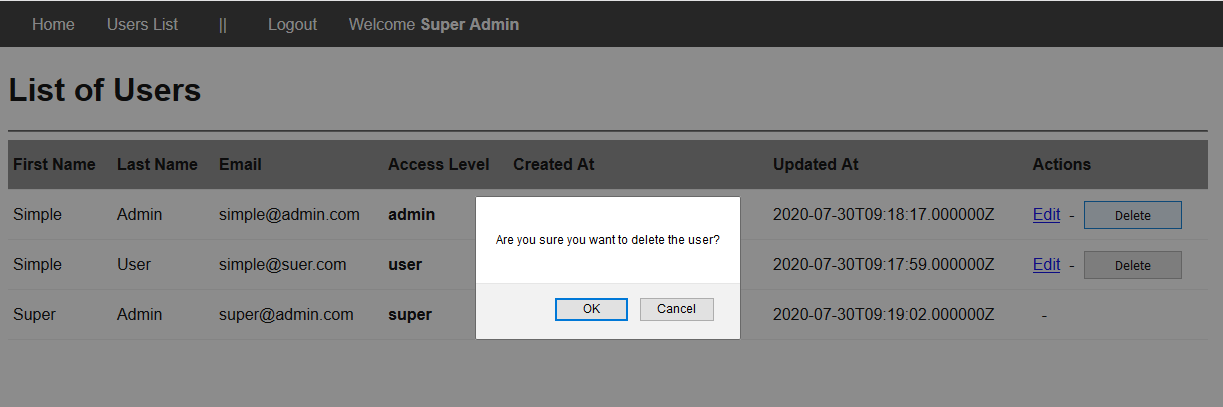 Home Users List || Logout Welcome Super Admin
List of Users
First Name Last Name Email Access Level Created At Updated At Actions
Simple Admin simple@admin.com admin 2020-07-30T09:18:17.000000Z Edit - Delete
Are you sure you want to delete the user?
Simple User simple@suer.com user 2020-07-30T09:17:59.000000Z Edit - Delete
OK Cancel
Super Admin super@admin.com super 2020-07-30T09:19:02.000000Z -